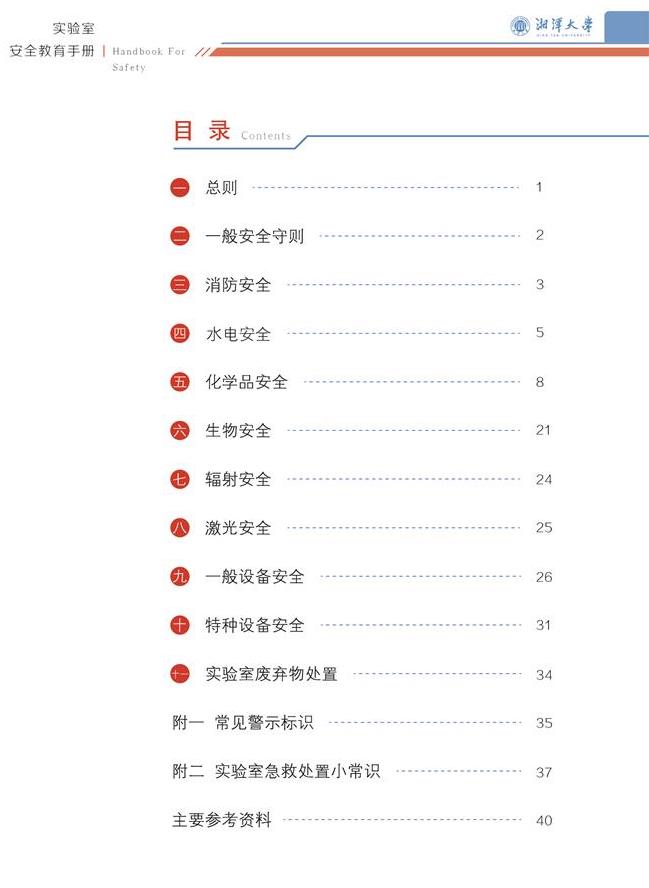 实验室
安全教育手册 Handbook For
Safety
湘潭大学
XIANGTAN UNIVERSITY
目 录 Contents
一 总则 1
二 一般安全守则 2
三 消防安全 3
四 水电安全 5
五 化学品安全 8
六 生物安全 21
七 辐射安全 24
八 激光安全 25
九 一般设备安全 26
十 特种设备安全 31
十一 实验室废弃物处置 34
附一 常见警示标识 35
附二 实验室急救处置小常识 37
主要参考资料 40